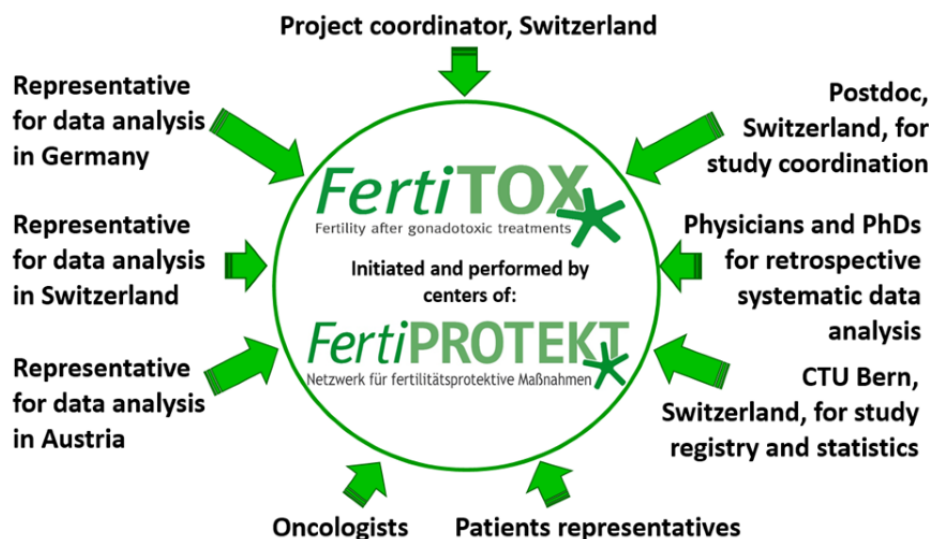 Project coordinator, Switzerland
Representative
for data analysis
in Germany
Postdoc,
Switzerland, for
study coordination
FertiTOX
Fertility after gonadotoxic treatments
Representative
for data analysis
in Switzerland
Initiated and performed by
centers of:
Physicians and PhDs
for retrospective
systematic data
analysis
FertiPROTEKT
Netzwerk für fertilitätsprotektive Maßnahmen
Representative
for data analysis
in Austria
CTU Bern,
Switzerland, for study
registry and statistics
Oncologists
Patients representatives